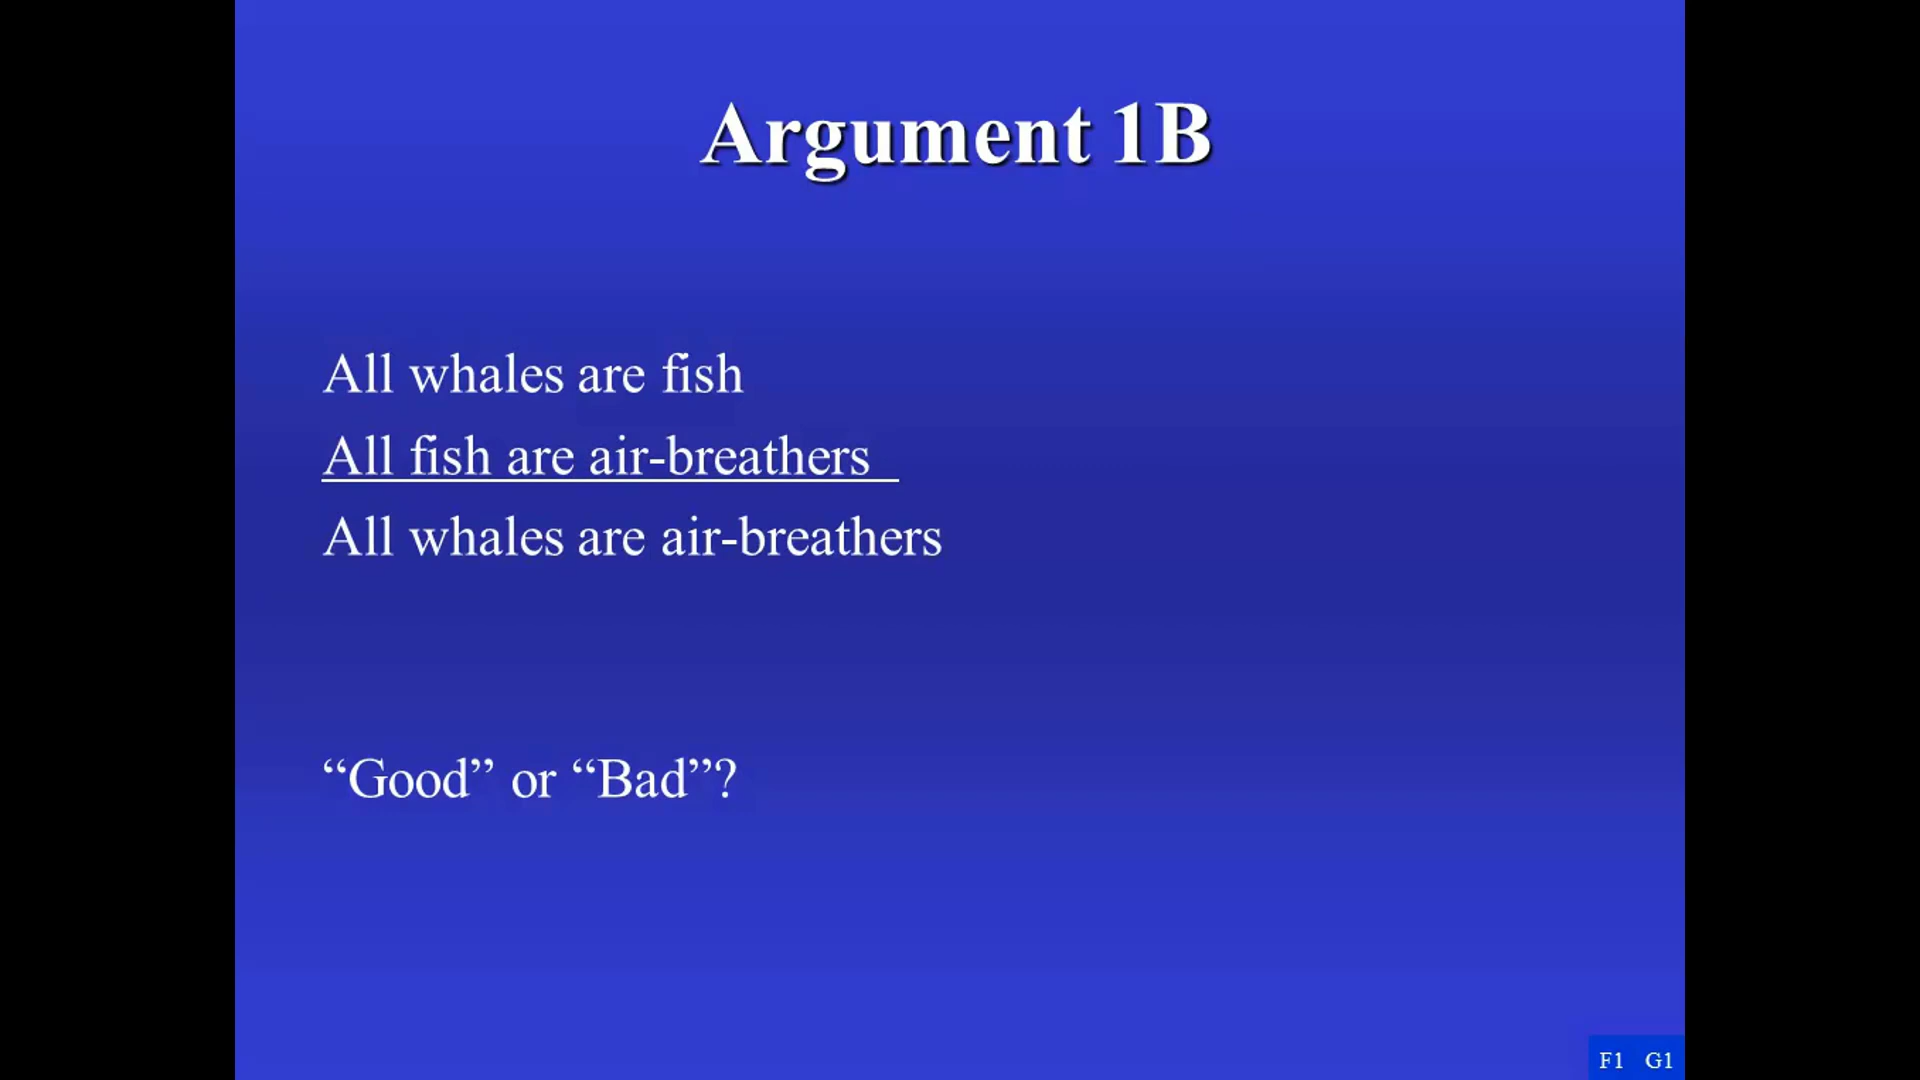 Argument 1B
All whales are fish
All fish are air-breathers
All whales are air-breathers
“Good” or “Bad”?
F1 G1